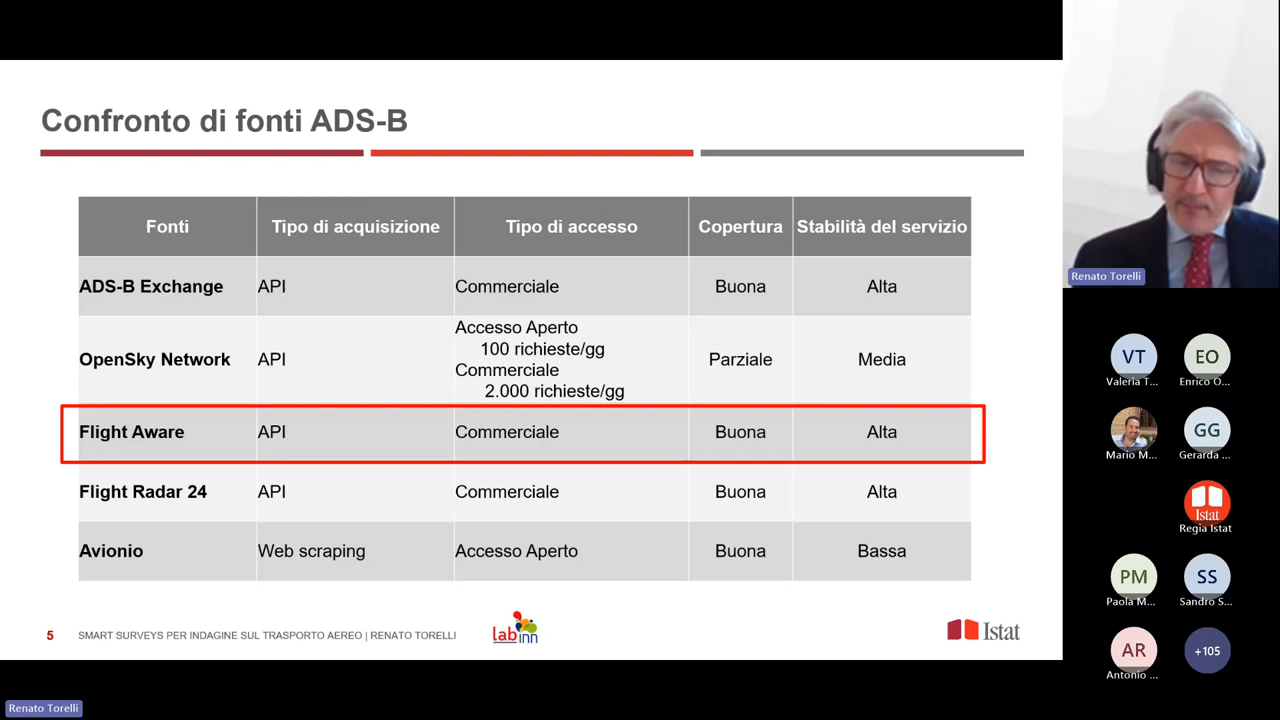 Confronto di fonti ADS-B
Fonti Tipo di acquisizione Tipo di accesso Copertura Stabilità del servizio
ADS-B Exchange API Commerciale Buona Alta
Accesso Aperto
100 richieste/gg
OpenSky Network API Parziale Media
Commerciale
2.000 richieste/gg
Flight Aware API Commerciale Buona Alta
Flight Radar 24 API Commerciale Buona Alta
Avionio Web scraping Accesso Aperto Buona Bassa
5 SMART SURVEYS PER INDAGINE SUL TRASPORTO AEREO | RENATO TORELLI
labinn
Istat
Renato Torelli
Renato Torelli
VT EO
Valeria T... Enrico O...
GG
Mario M... Gerarda ...
Istat
Regia Istat
PM SS
Paola M... Sandro S...
AR +105
Antonio ...